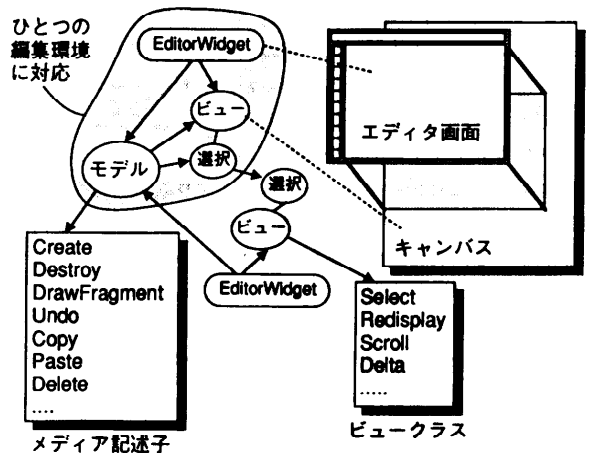 ひとつの
編集環境
に対応
EditorWidget
ビュー
モデル
選択
エディタ画面
選択
ビュー
キャンバス
EditorWidget
Create
Destroy
DrawFragment
Undo
Copy
Paste
Delete
....
メディア記述子
Select
Redisplay
Scroll
Delta
.....
ビュークラス